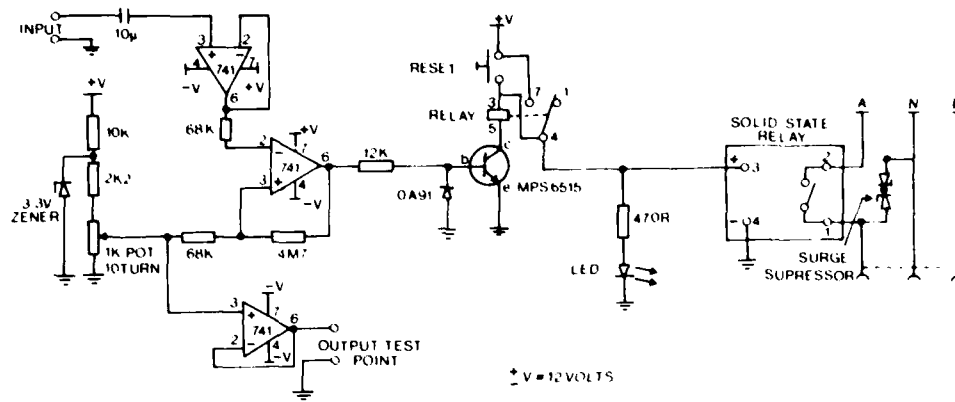 INPUT
10µ
3
2
+
-
4
741
7
-V
+V
6
+V
RESET
7
1
3
RELAY
5
4
+V
10K
2K2
3.3V
ZENER
1K POT
10TURN
68K
2
-
+V
7
741
6
+
3
4
-V
12K
0A91
b
c
e
MPS6515
68K
4M7
470R
LED
SOLID STATE
RELAY
+
3
-
4
2
1
A
N
SURGE
SUPRESSOR
-V
3
+
7
6
741
2
-
4
-V
OUTPUT TEST
POINT
± V = 12 VOLTS